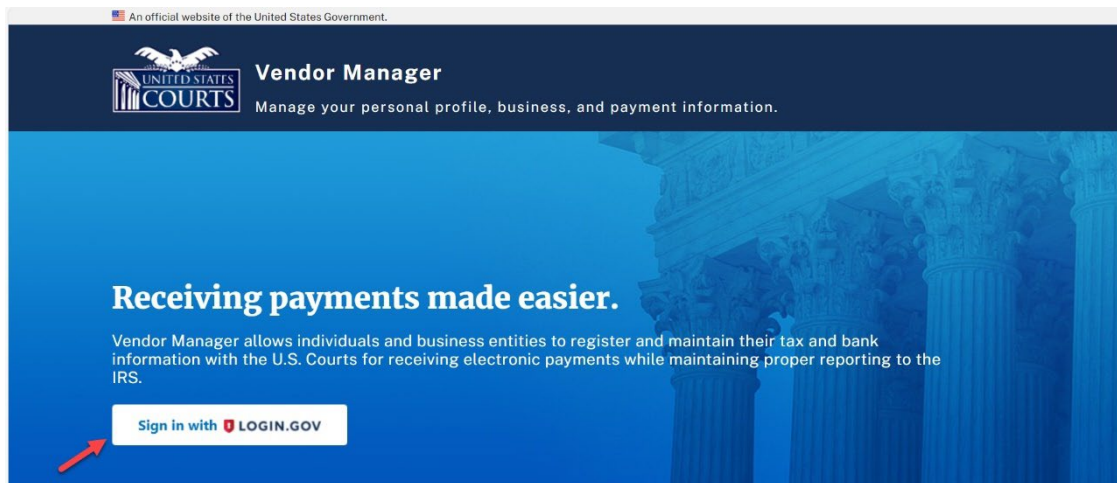 An official website of the United States Government.
UNITED STATES
COURTS
Vendor Manager
Manage your personal profile, business, and payment information.
Receiving payments made easier.
Vendor Manager allows individuals and business entities to register and maintain their tax and bank
information with the U.S. Courts for receiving electronic payments while maintaining proper reporting to the
IRS.
Sign in with LOGIN.GOV